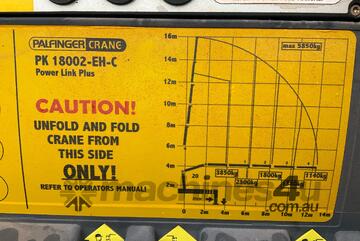 PALFINGER CRANE
PK 18002-EH-C
Power Link Plus
CAUTION!
UNFOLD AND FOLD
CRANE FROM
THIS SIDE
ONLY!
REFER TO OPERATORS MANUAL!
16m
max 5850kg
14m
12m
10m
8m
6m
4m
2m
20
3850kg
2500kg
1800kg
1140kg
0 2m 4m 6m 8m 10m 12m 14m
machines4u
.com.au